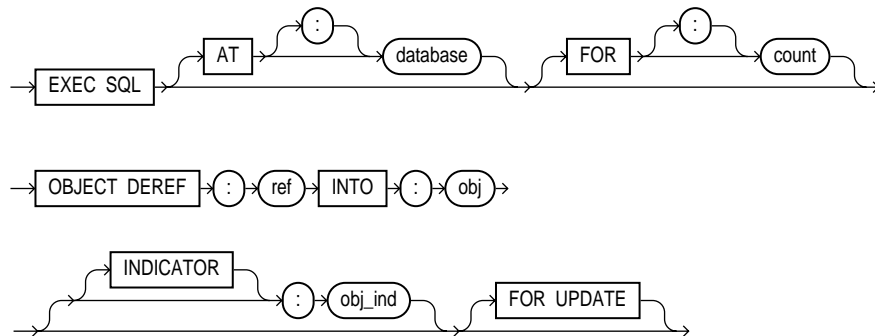 : :
AT database FOR count
EXEC SQL
OBJECT DEREF : ref INTO : obj
INDICATOR FOR UPDATE
: obj_ind